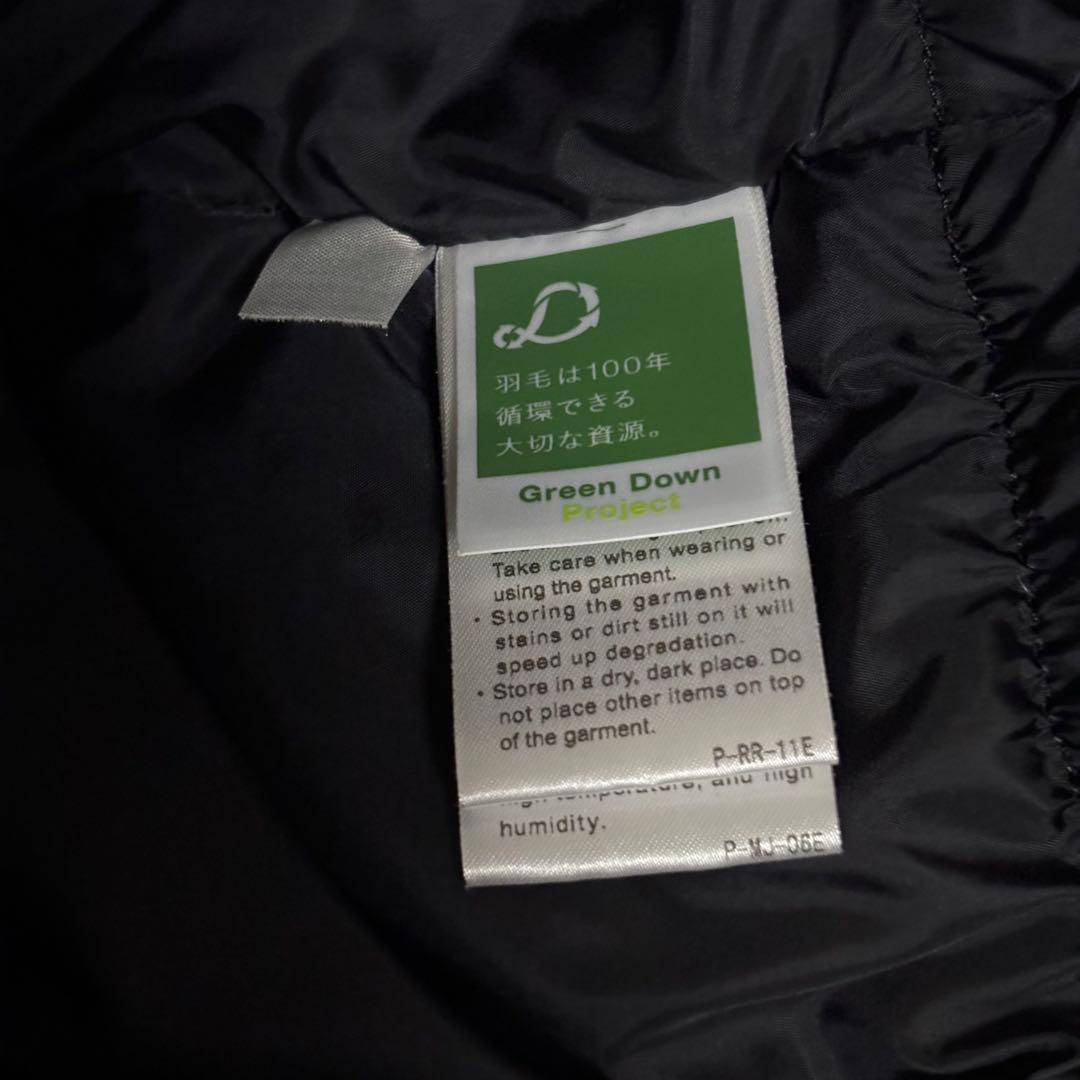 羽毛は100年
循環できる
大切な資源。
Green Down
Project
Take care when wearing or
using the garment.
・Storing the garment with
stains or dirt still on it will
speed up degradation.
・Store in a dry, dark place. Do
not place other items on top
of the garment.
P-RR-11E
and high
humidity.
P-MJ-06E